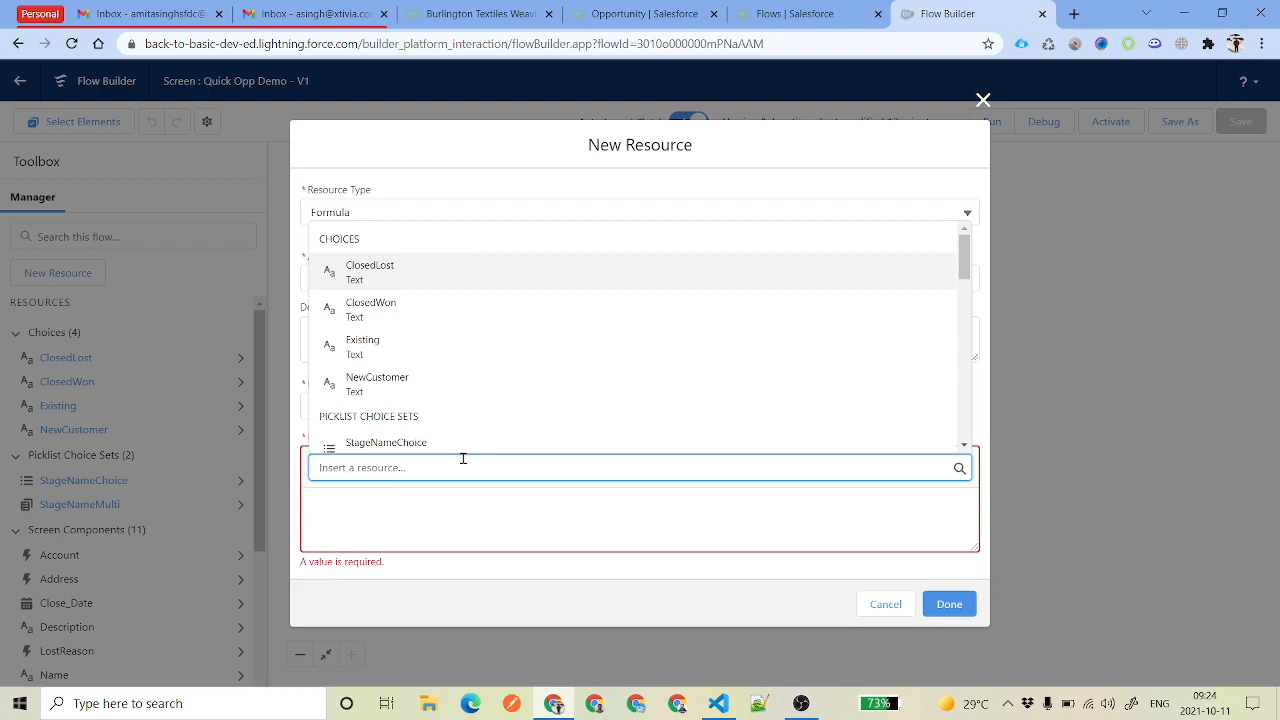 Personal
Inbox - amitasinghsfdc@
Inbox - asingh@xtivia.com
Burlington Textiles Weavi
Opportunity | Salesforce
Flows | Salesforce
Flow Builder
back-to-basic-dev-ed.lightning.force.com/builder_platform_interaction/flowBuilder.app?flowId=3010o000000mPNaAAM
Flow Builder
Screen : Quick Opp Demo - V1
?
Select Elements
Run
Debug
Activate
Save As
Save
New Resource
Toolbox
Manager
Search this flow...
New Resource
RESOURCES
Choices (4)
ClosedLost
ClosedWon
Existing
NewCustomer
Picklist Choice Sets (2)
StageNameChoice
StageNameMulti
Screen Components (11)
Account
Address
Close_Date
Description
LostReason
Name
* Resource Type
Formula
CHOICES
ClosedLost
Text
ClosedWon
Text
Existing
Text
NewCustomer
Text
PICKLIST CHOICE SETS
StageNameChoice
Insert a resource...
A value is required.
Cancel
Done
Type here to search
73%
29°C
ENG
09:24
2021-10-11